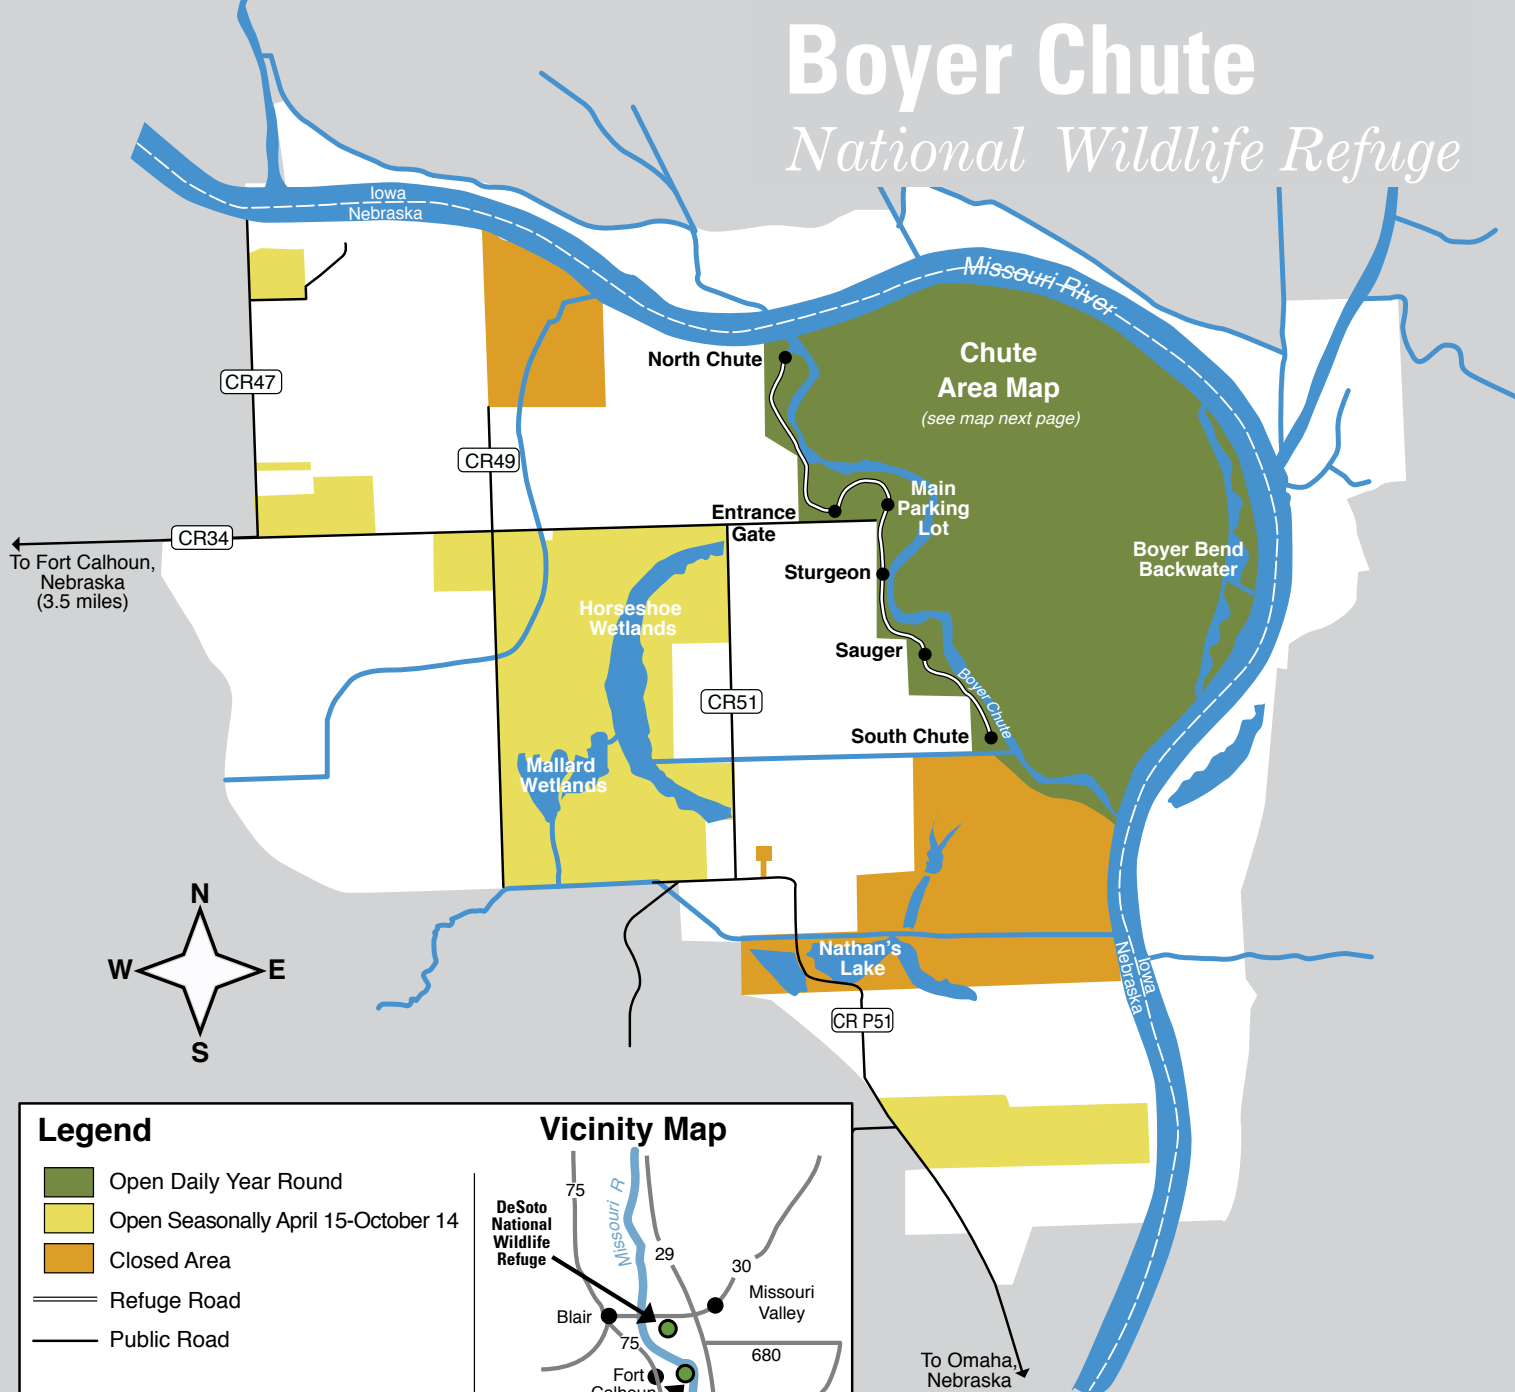 Boyer Chute
National Wildlife Refuge
Iowa
Nebraska
Missouri River
North Chute
Chute
Area Map
(see map next page)
CR47
CR49
Main
Parking
Lot
Entrance
Gate
CR34
To Fort Calhoun,
Nebraska
(3.5 miles)
Boyer Bend
Backwater
Sturgeon
Horseshoe
Wetlands
Sauger
Boyer Chute
CR51
South Chute
Mallard
Wetlands
N
W
E
S
Nathan's
Lake
Iowa
Nebraska
CR P51
Legend
Open Daily Year Round
Open Seasonally April 15-October 14
Closed Area
Refuge Road
Public Road
Vicinity Map
75
Missouri R
DeSoto
National
Wildlife
Refuge
29
30
Missouri
Valley
Blair
75
680
Fort
Calhoun
To Omaha,
Nebraska